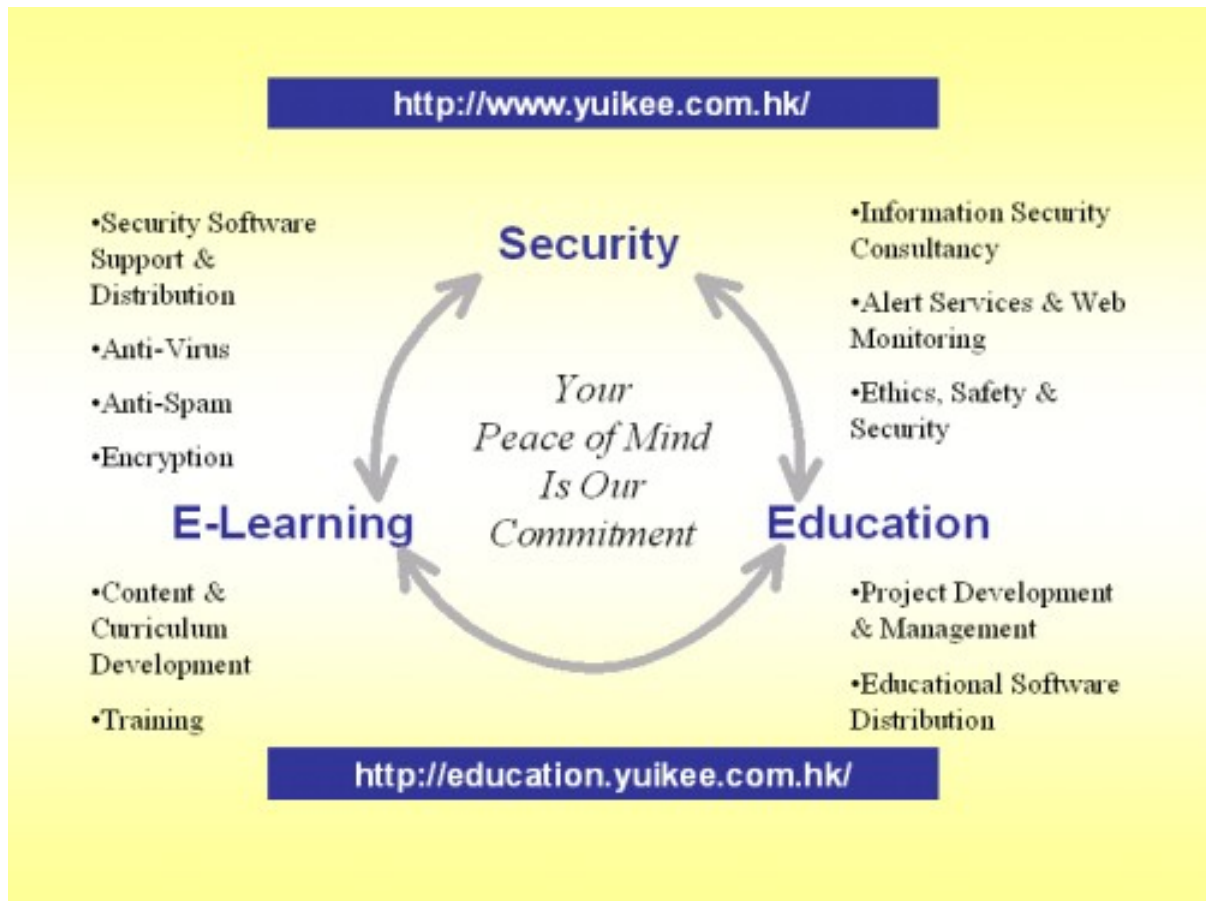 http://www.yuikee.com.hk/
•Security Software
Support &
Distribution
•Anti-Virus
•Anti-Spam
•Encryption
Security
•Information Security
Consultancy
•Alert Services & Web
Monitoring
•Ethics, Safety &
Security
Your
Peace of Mind
Is Our
Commitment
E-Learning
Education
•Content &
Curriculum
Development
•Training
•Project Development
& Management
•Educational Software
Distribution
http://education.yuikee.com.hk/